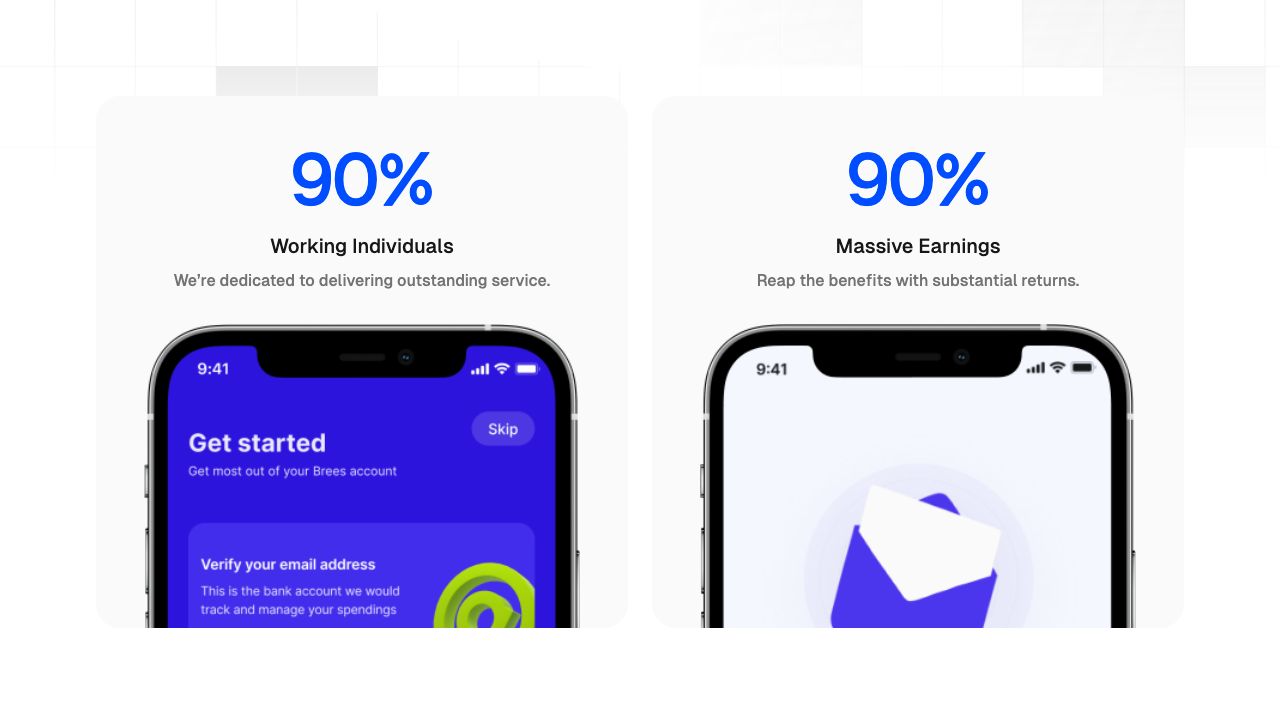 90%
Working Individuals
We’re dedicated to delivering outstanding service.
9:41
Get started
Skip
Get most out of your Brees account
Verify your email address
This is the bank account we would
track and manage your spendings
90%
Massive Earnings
Reap the benefits with substantial returns.
9:41